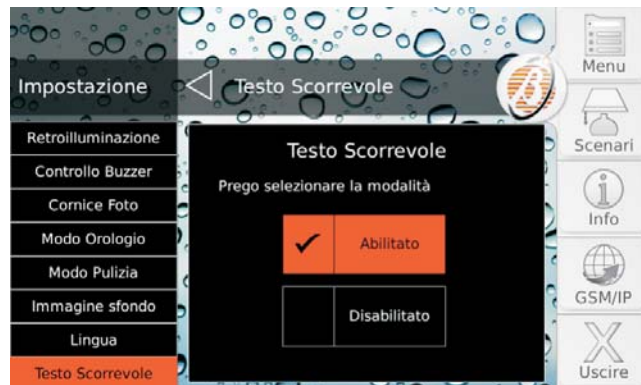 Impostazione
Testo Scorrevole
B
Menu
Scenari
Info
GSM/IP
Uscire
Retroilluminazione
Controllo Buzzer
Cornice Foto
Modo Orologio
Modo Pulizia
Immagine sfondo
Lingua
Testo Scorrevole
Testo Scorrevole
Prego selezionare la modalità
Abilitato
Disabilitato